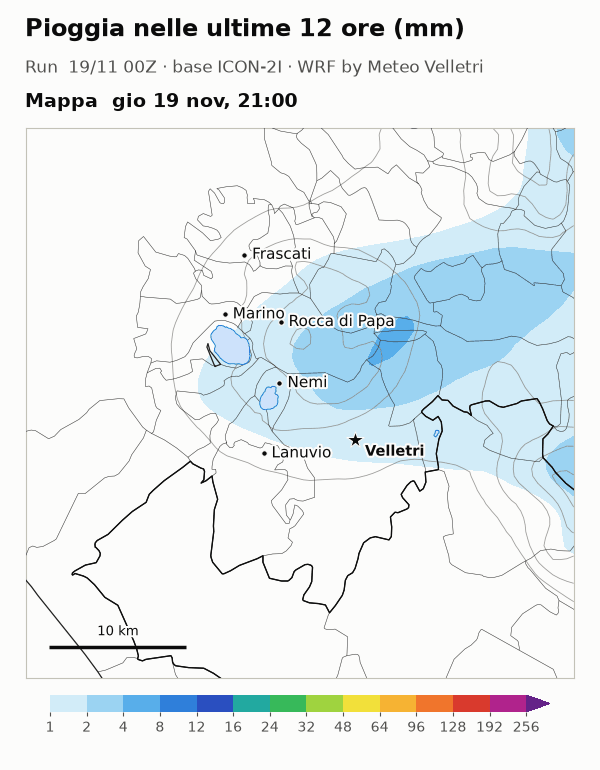 Pioggia nelle ultime 12 ore (mm)
Run 19/11 00Z · base ICON-2I · WRF by Meteo Velletri
Mappa gio 19 nov, 21:00
Frascati
Marino
Rocca di Papa
Nemi
Velletri
Lanuvio
10 km
1 2 4 8 12 16 24 32 48 64 96 128 192 256